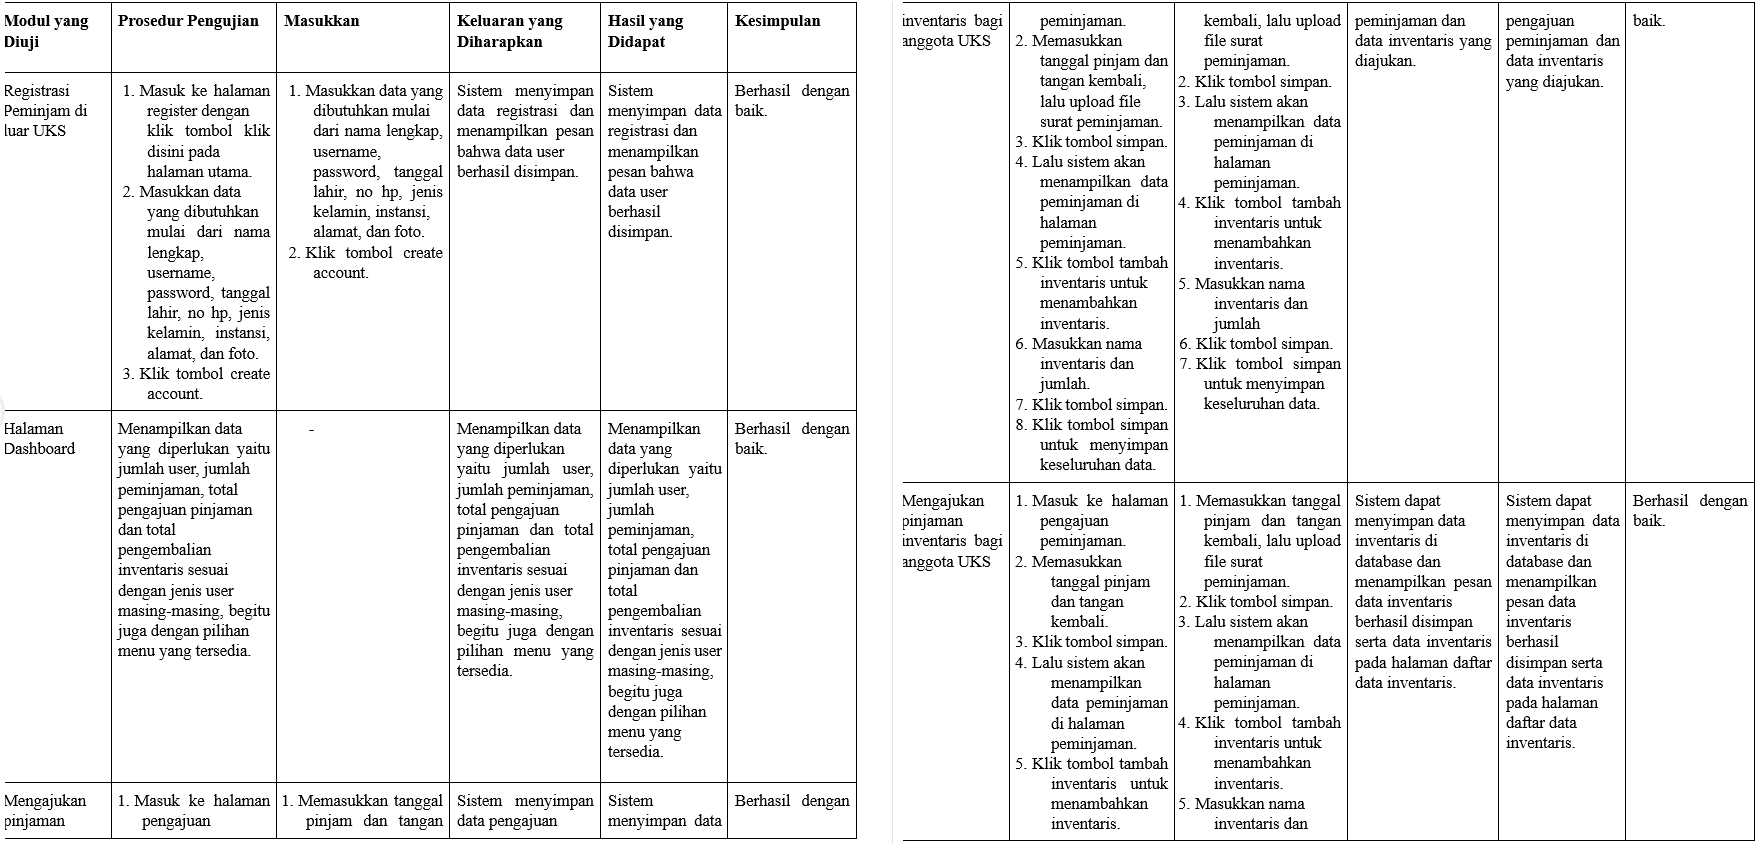 Modul yang
Diuji
Prosedur Pengujian
Masukkan
Keluaran yang
Diharapkan
Hasil yang
Didapat
Kesimpulan
Registrasi
Peminjam di
luar UKS
1. Masuk ke halaman
register dengan
klik tombol klik
disini pada
halaman utama.
2. Masukkan data
yang dibutuhkan
mulai dari nama
lengkap,
username,
password, tanggal
lahir, no hp, jenis
kelamin, instansi,
alamat, dan foto.
3. Klik tombol create
account.
1. Masukkan data yang
dibutuhkan mulai
dari nama lengkap,
username,
password, tanggal
lahir, no hp, jenis
kelamin, instansi,
alamat, dan foto.
2. Klik tombol create
account.
Sistem menyimpan
data registrasi dan
menampilkan pesan
bahwa data user
berhasil disimpan.
Sistem
menyimpan data
registrasi dan
menampilkan
pesan bahwa
data user
berhasil
disimpan.
Berhasil dengan
baik.
Halaman
Dashboard
Menampilkan data
yang diperlukan yaitu
jumlah user, jumlah
peminjaman, total
pengajuan pinjaman
dan total
pengembalian
inventaris sesuai
dengan jenis user
masing-masing, begitu
juga dengan pilihan
menu yang tersedia.
-
Menampilkan data
yang diperlukan
yaitu jumlah user,
jumlah peminjaman,
total pengajuan
pinjaman dan total
pengembalian
inventaris sesuai
dengan jenis user
masing-masing,
begitu juga dengan
pilihan menu yang
tersedia.
Menampilkan
data yang
diperlukan yaitu
jumlah user,
jumlah
peminjaman,
total pengajuan
pinjaman dan
total
pengembalian
inventaris sesuai
dengan jenis user
masing-masing,
begitu juga
dengan pilihan
menu yang
tersedia.
Berhasil dengan
baik.
Mengajukan
pinjaman
1. Masuk ke halaman
pengajuan
1. Memasukkan tanggal
pinjam dan tangan
Sistem menyimpan
data pengajuan
Sistem
menyimpan data
Berhasil dengan
inventaris bagi
anggota UKS
peminjaman.
2. Memasukkan
tanggal pinjam dan
tangan kembali,
lalu upload file
surat peminjaman.
3. Klik tombol simpan.
4. Lalu sistem akan
menampilkan data
peminjaman di
halaman
peminjaman.
5. Klik tombol tambah
inventaris untuk
menambahkan
inventaris.
6. Masukkan nama
inventaris dan
jumlah.
7. Klik tombol simpan.
8. Klik tombol simpan
untuk menyimpan
keseluruhan data.
kembali, lalu upload
file surat
peminjaman.
2. Klik tombol simpan.
3. Lalu sistem akan
menampilkan data
peminjaman di
halaman
peminjaman.
4. Klik tombol tambah
inventaris untuk
menambahkan
inventaris.
5. Masukkan nama
inventaris dan
jumlah
6. Klik tombol simpan.
7. Klik tombol simpan
untuk menyimpan
keseluruhan data.
peminjaman dan
data inventaris yang
diajukan.
pengajuan
peminjaman dan
data inventaris
yang diajukan.
baik.
Mengajukan
pinjaman
inventaris bagi
anggota UKS
1. Masuk ke halaman
pengajuan
peminjaman.
2. Memasukkan
tanggal pinjam
dan tangan
kembali.
3. Klik tombol simpan.
4. Lalu sistem akan
menampilkan
data peminjaman
di halaman
peminjaman.
5. Klik tombol tambah
inventaris untuk
menambahkan
inventaris.
1. Memasukkan tanggal
pinjam dan tangan
kembali, lalu upload
file surat
peminjaman.
2. Klik tombol simpan.
3. Lalu sistem akan
menampilkan data
peminjaman di
halaman
peminjaman.
4. Klik tombol tambah
inventaris untuk
menambahkan
inventaris.
5. Masukkan nama
inventaris dan
Sistem dapat
menyimpan data
inventaris di
database dan
menampilkan pesan
data inventaris
berhasil disimpan
serta data inventaris
pada halaman daftar
data inventaris.
Sistem dapat
menyimpan data
inventaris di
database dan
menampilkan
pesan data
inventaris
berhasil
disimpan serta
data inventaris
pada halaman
daftar data
inventaris.
Berhasil dengan
baik.